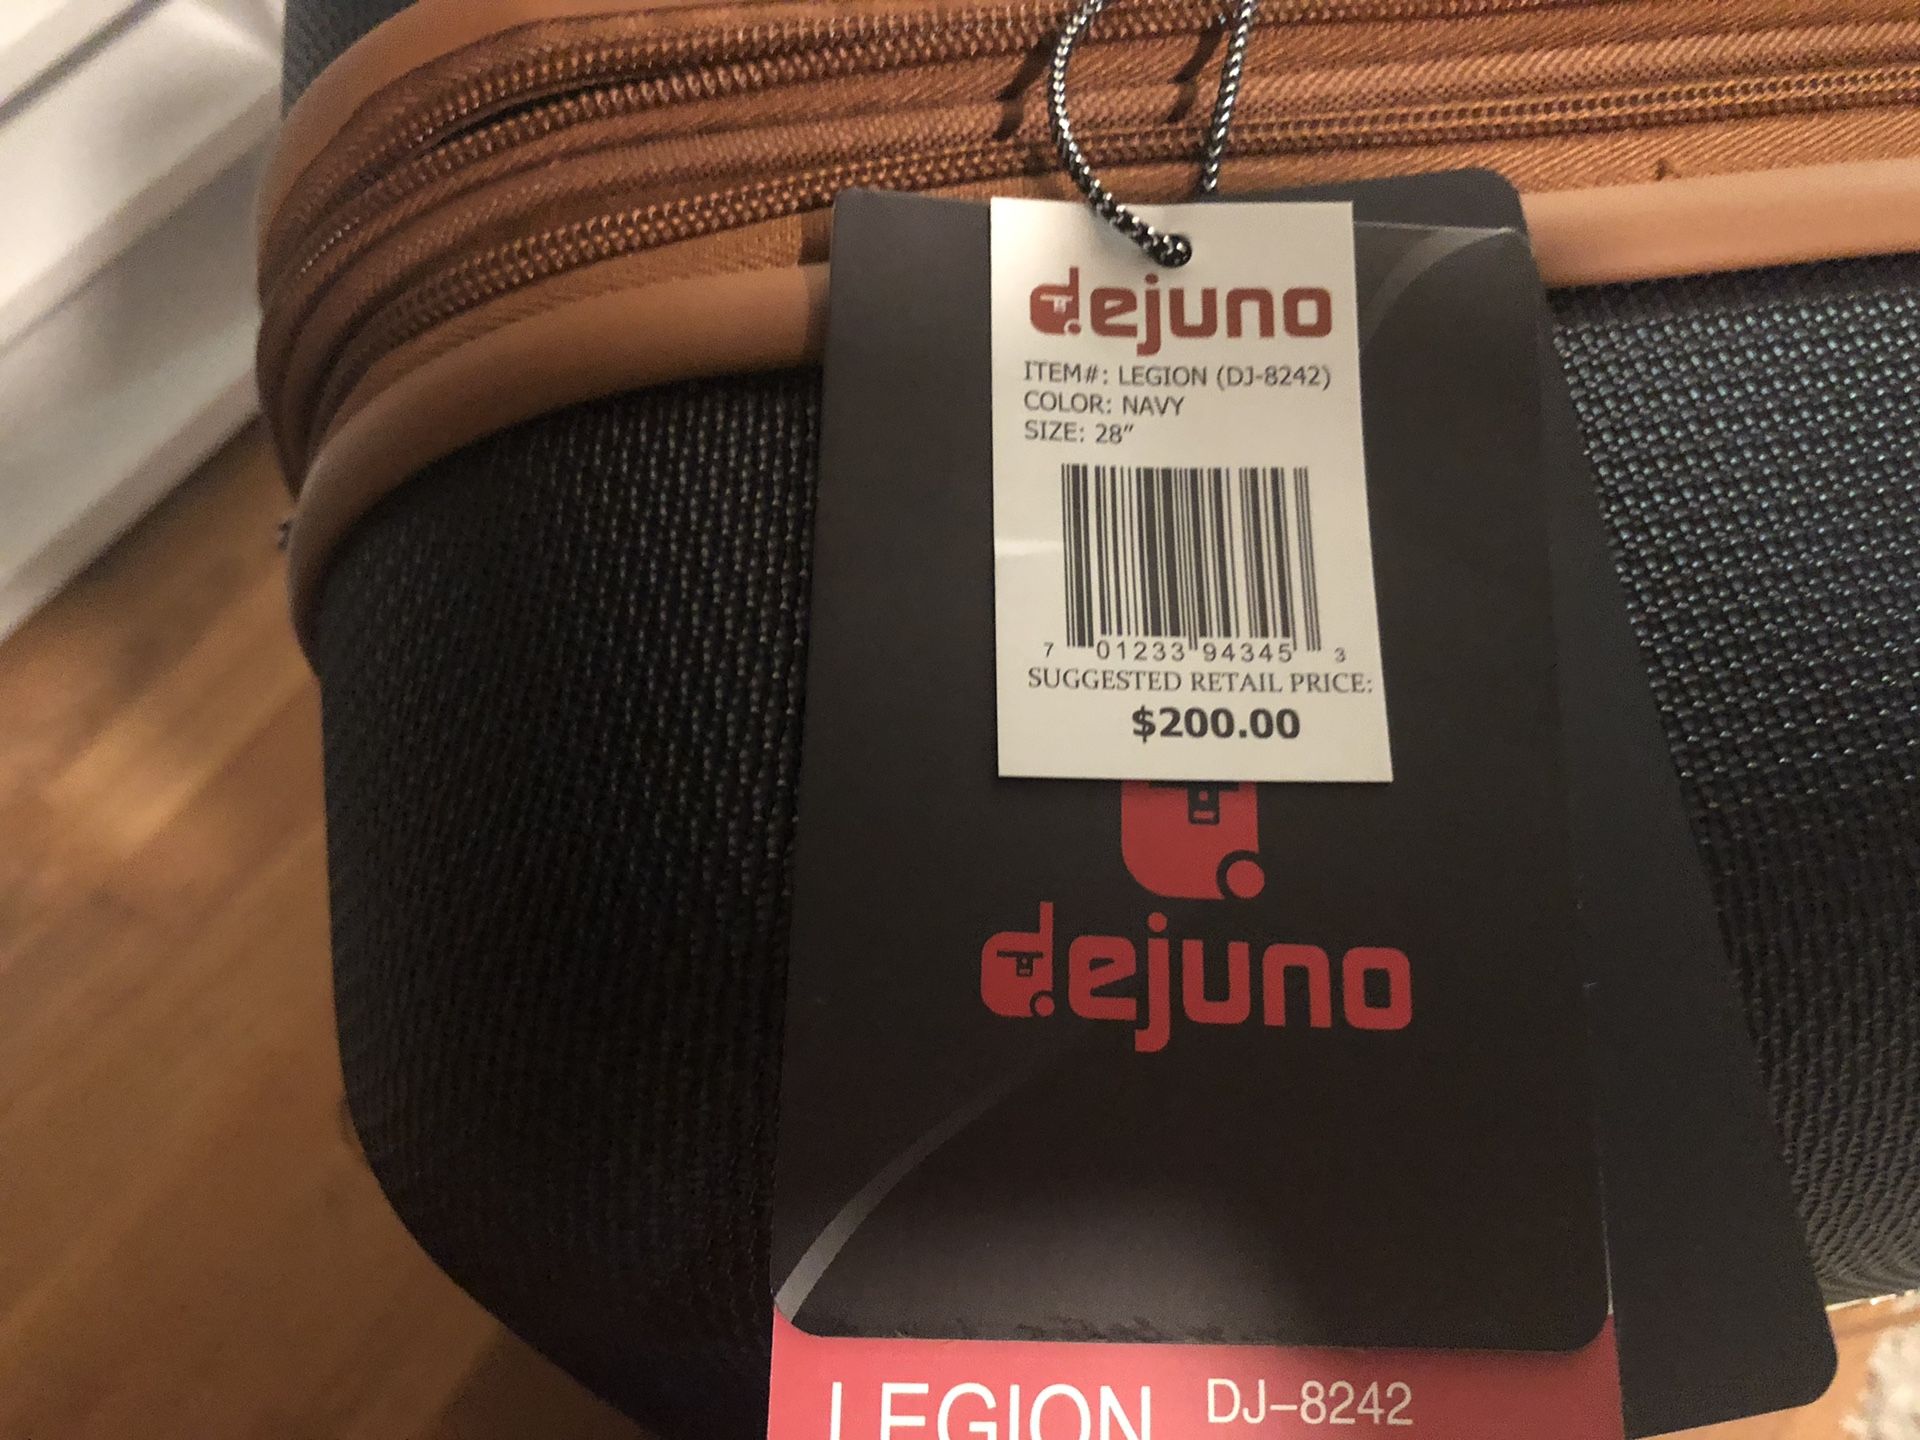 dejuno
ITEM#: LEGION (DJ-8242)
COLOR: NAVY
SIZE: 28"
7 01233 94345 3
SUGGESTED RETAIL PRICE:
$200.00
dejuno
LEGION DJ-8242